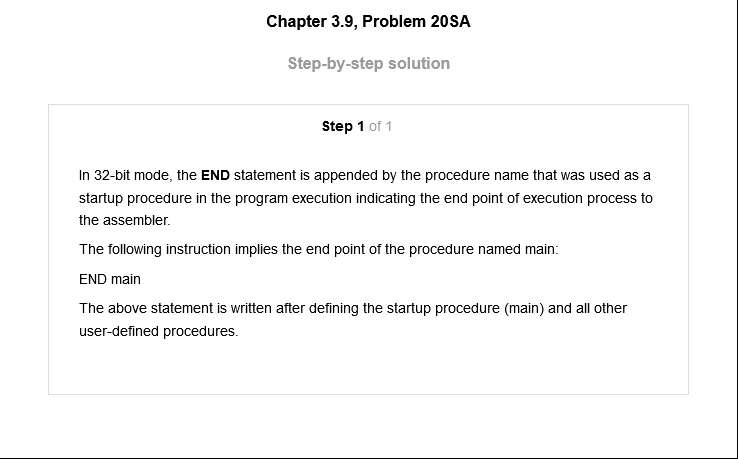 Chapter 3.9, Problem 20SA
Step-by-step solution
Step 1 of 1
In 32-bit mode, the END statement is appended by the procedure name that was used as a
startup procedure in the program execution indicating the end point of execution process to
the assembler.
The following instruction implies the end point of the procedure named main:
END main
The above statement is written after defining the startup procedure (main) and all other
user-defined procedures.